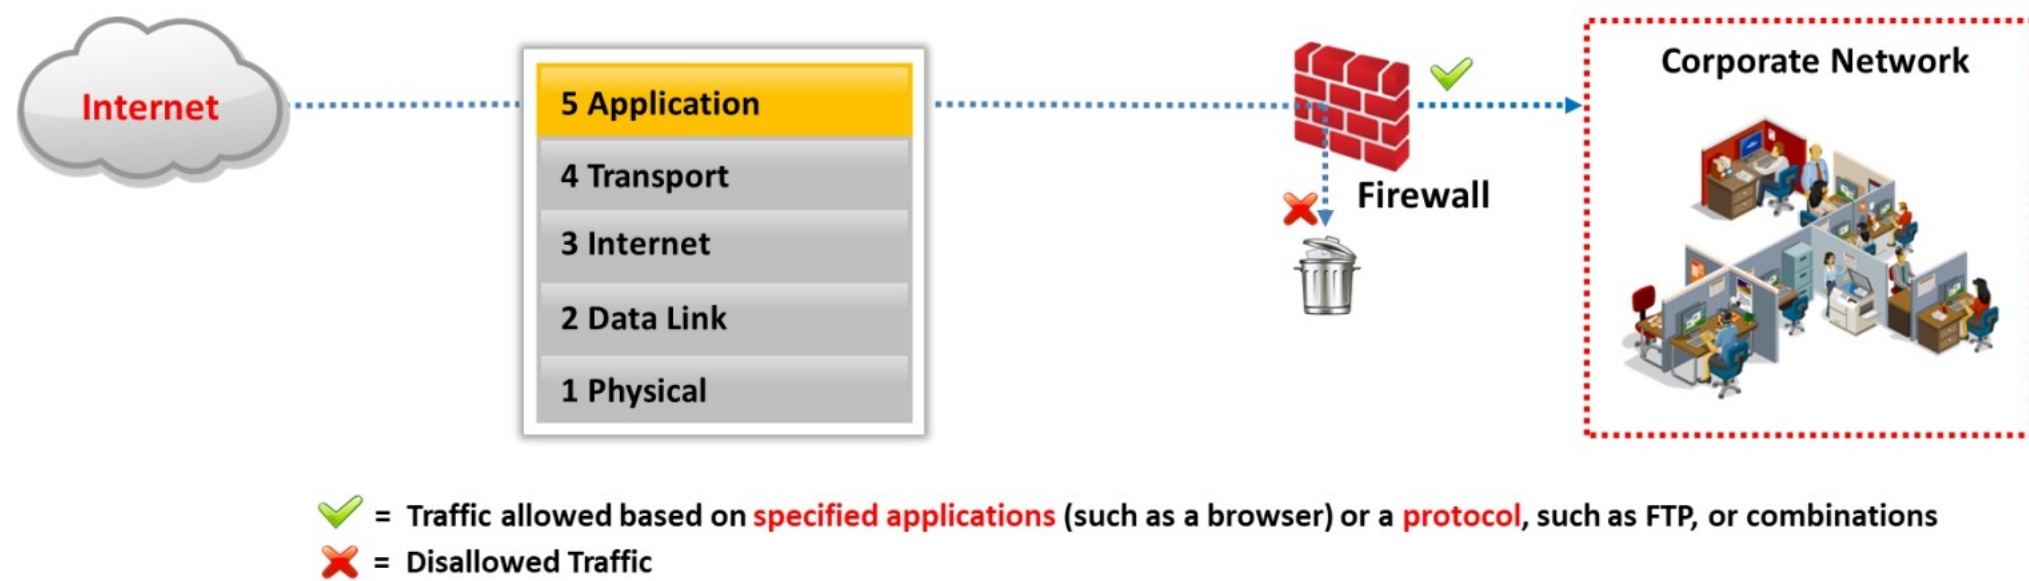 Internet
5 Application
4 Transport
3 Internet
2 Data Link
1 Physical
Firewall
Corporate Network
= Traffic allowed based on specified applications (such as a browser) or a protocol, such as FTP, or combinations
= Disallowed Traffic